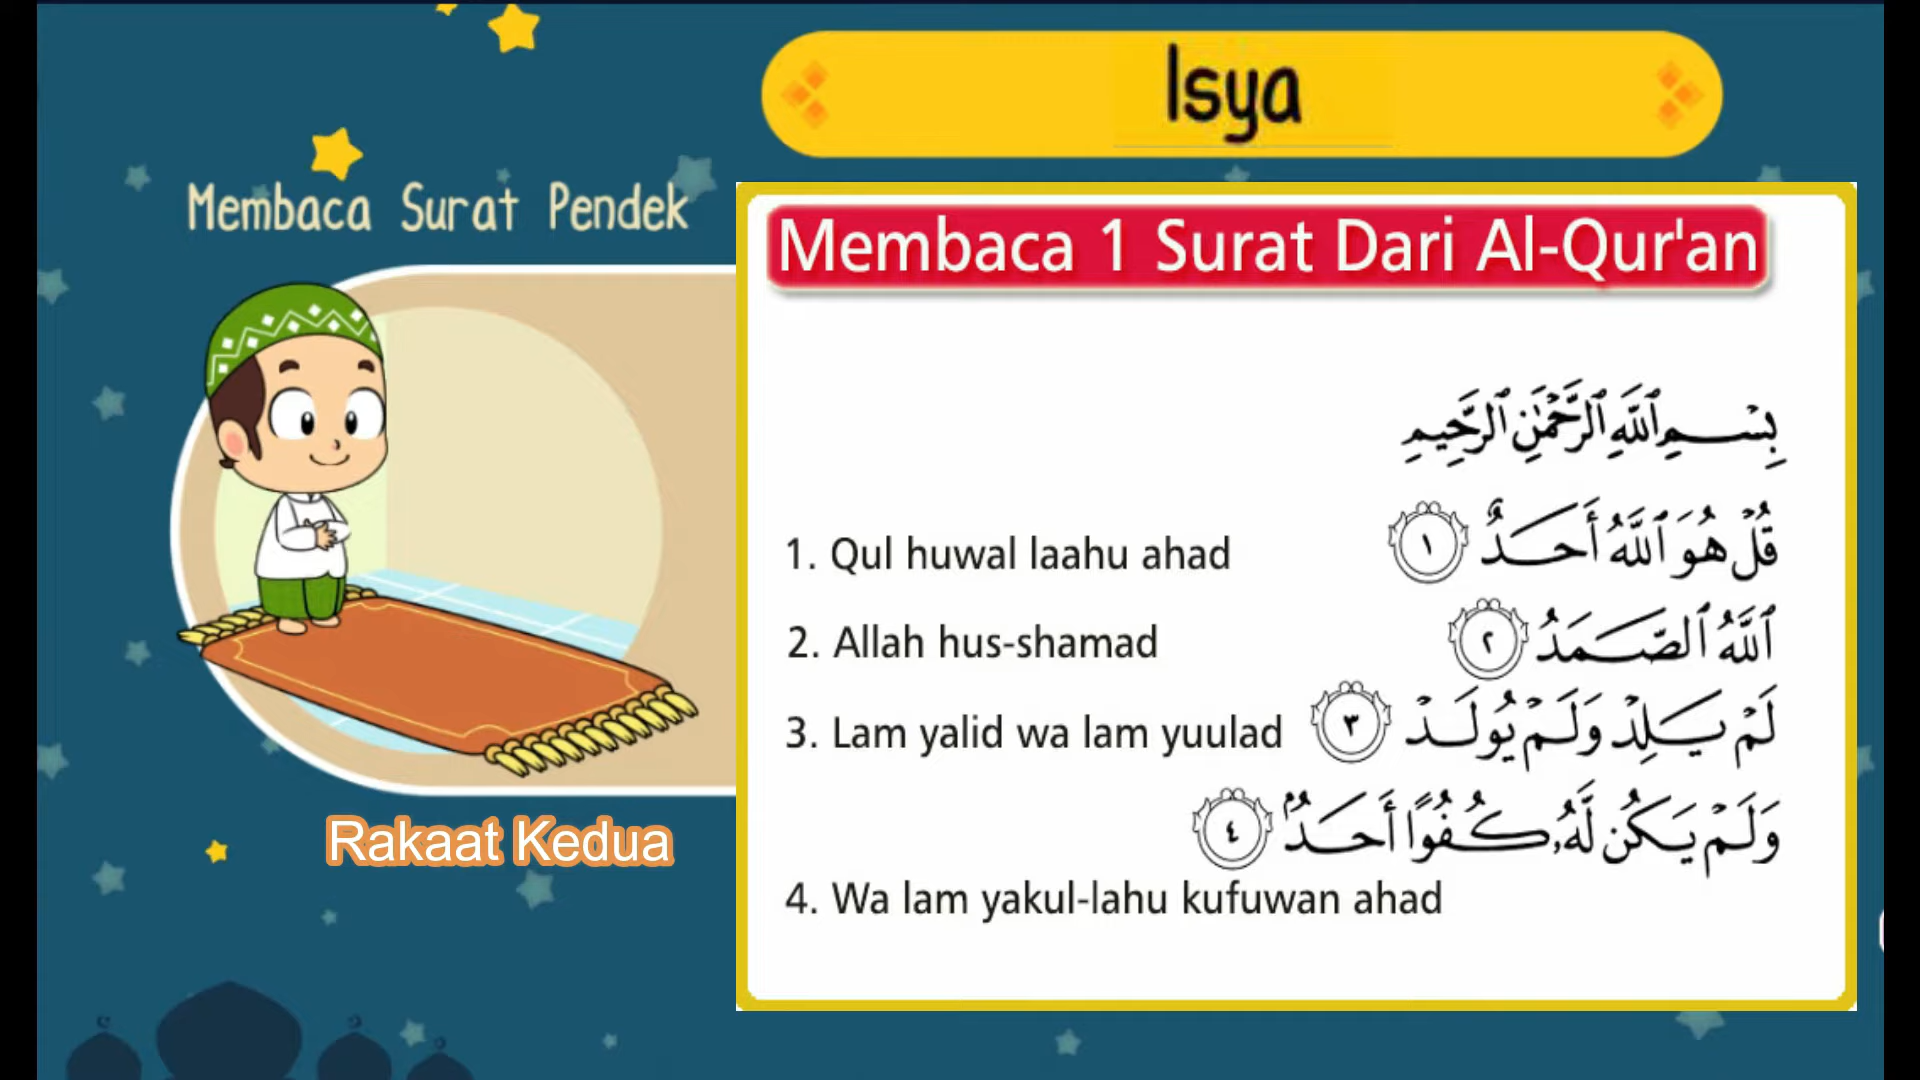 Isya
Membaca Surat Pendek
Membaca 1 Surat Dari Al-Qur'an
بِسْمِ ٱللَّهِ ٱلرَّحْمَٰنِ ٱلرَّحِيمِ
1. Qul huwal laahu ahad
قُلْ هُوَ ٱللَّهُ أَحَدٌ ١
2. Allah hus-shamad
ٱللَّهُ ٱلصَّمَدُ ٢
3. Lam yalid wa lam yuulad
لَمْ يَلِدْ وَلَمْ يُولَدْ ٣
وَلَمْ يَكُن لَّهُۥ كُفُوًا أَحَدٌۢ ٤
4. Wa lam yakul-lahu kufuwan ahad
Rakaat Kedua